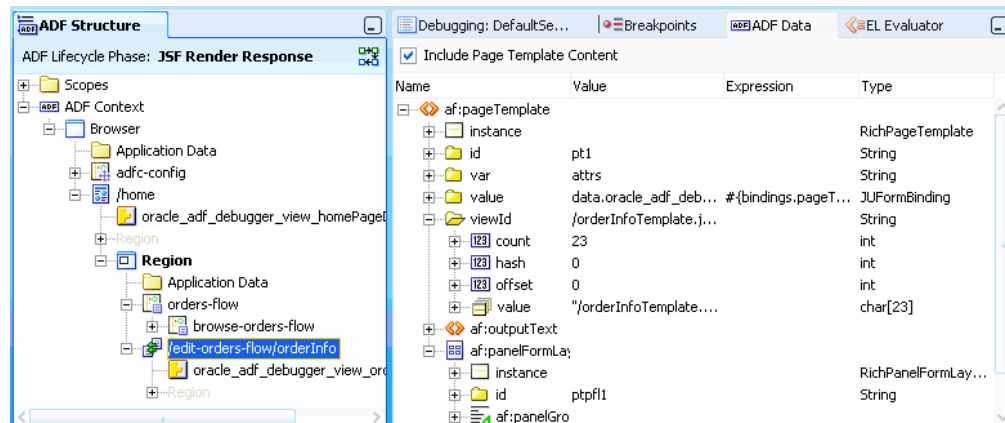 ADF Structure
ADF Lifecycle Phase: JSF Render Response
Scopes
ADF Context
Browser
Application Data
adfc-config
/home
oracle_adf_debugger_view_homePageD
Region
Region
Application Data
orders-flow
browse-orders-flow
/edit-orders-flow/orderInfo
oracle_adf_debugger_view_ord
Region
Debugging: DefaultSe... Breakpoints ADF Data EL Evaluator
Include Page Template Content
Name Value Expression Type
af:pageTemplate
instance RichPageTemplate
id pt1 String
var attrs String
value data.oracle_adf_deb... #{bindings.pageT... JUFormBinding
viewId /orderInfoTemplate.j... String
count 23 int
hash 0 int
offset 0 int
value "/orderInfoTemplate.... char[23]
af:outputText
af:panelFormLay
instance RichPanelFormLay...
id ptpfl1 String
af:panelGro